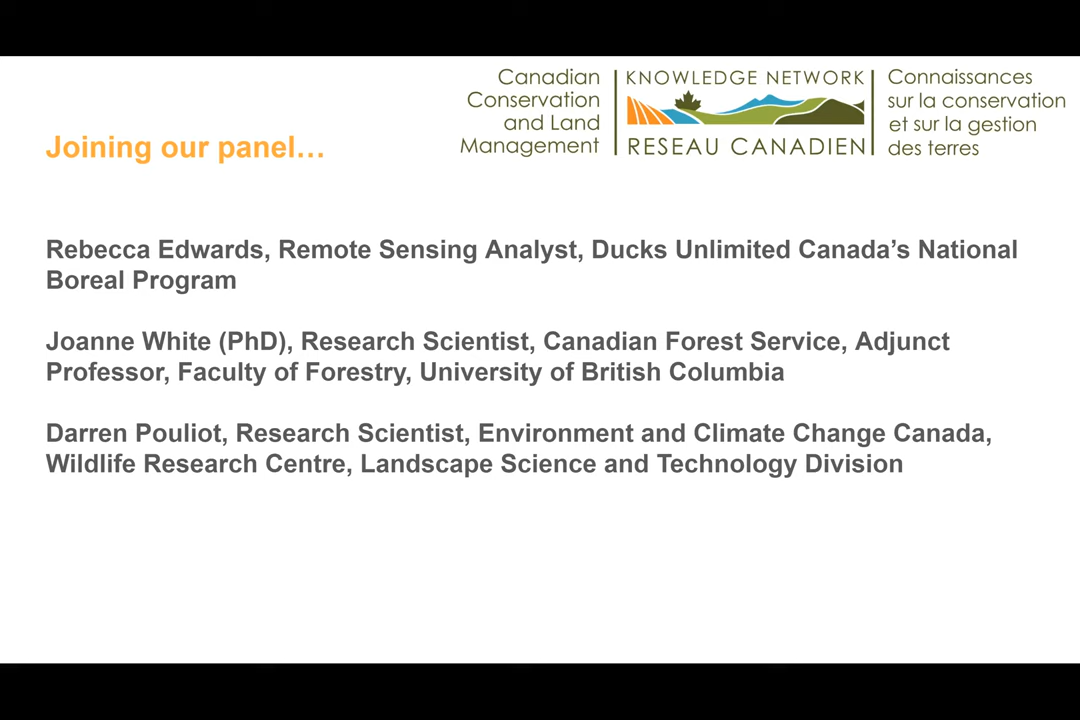 Canadian
Conservation
and Land
Management
KNOWLEDGE NETWORK
RESEAU CANADIEN
Connaissances
sur la conservation
et sur la gestion
des terres
Joining our panel…
Rebecca Edwards, Remote Sensing Analyst, Ducks Unlimited Canada’s National
Boreal Program
Joanne White (PhD), Research Scientist, Canadian Forest Service, Adjunct
Professor, Faculty of Forestry, University of British Columbia
Darren Pouliot, Research Scientist, Environment and Climate Change Canada,
Wildlife Research Centre, Landscape Science and Technology Division